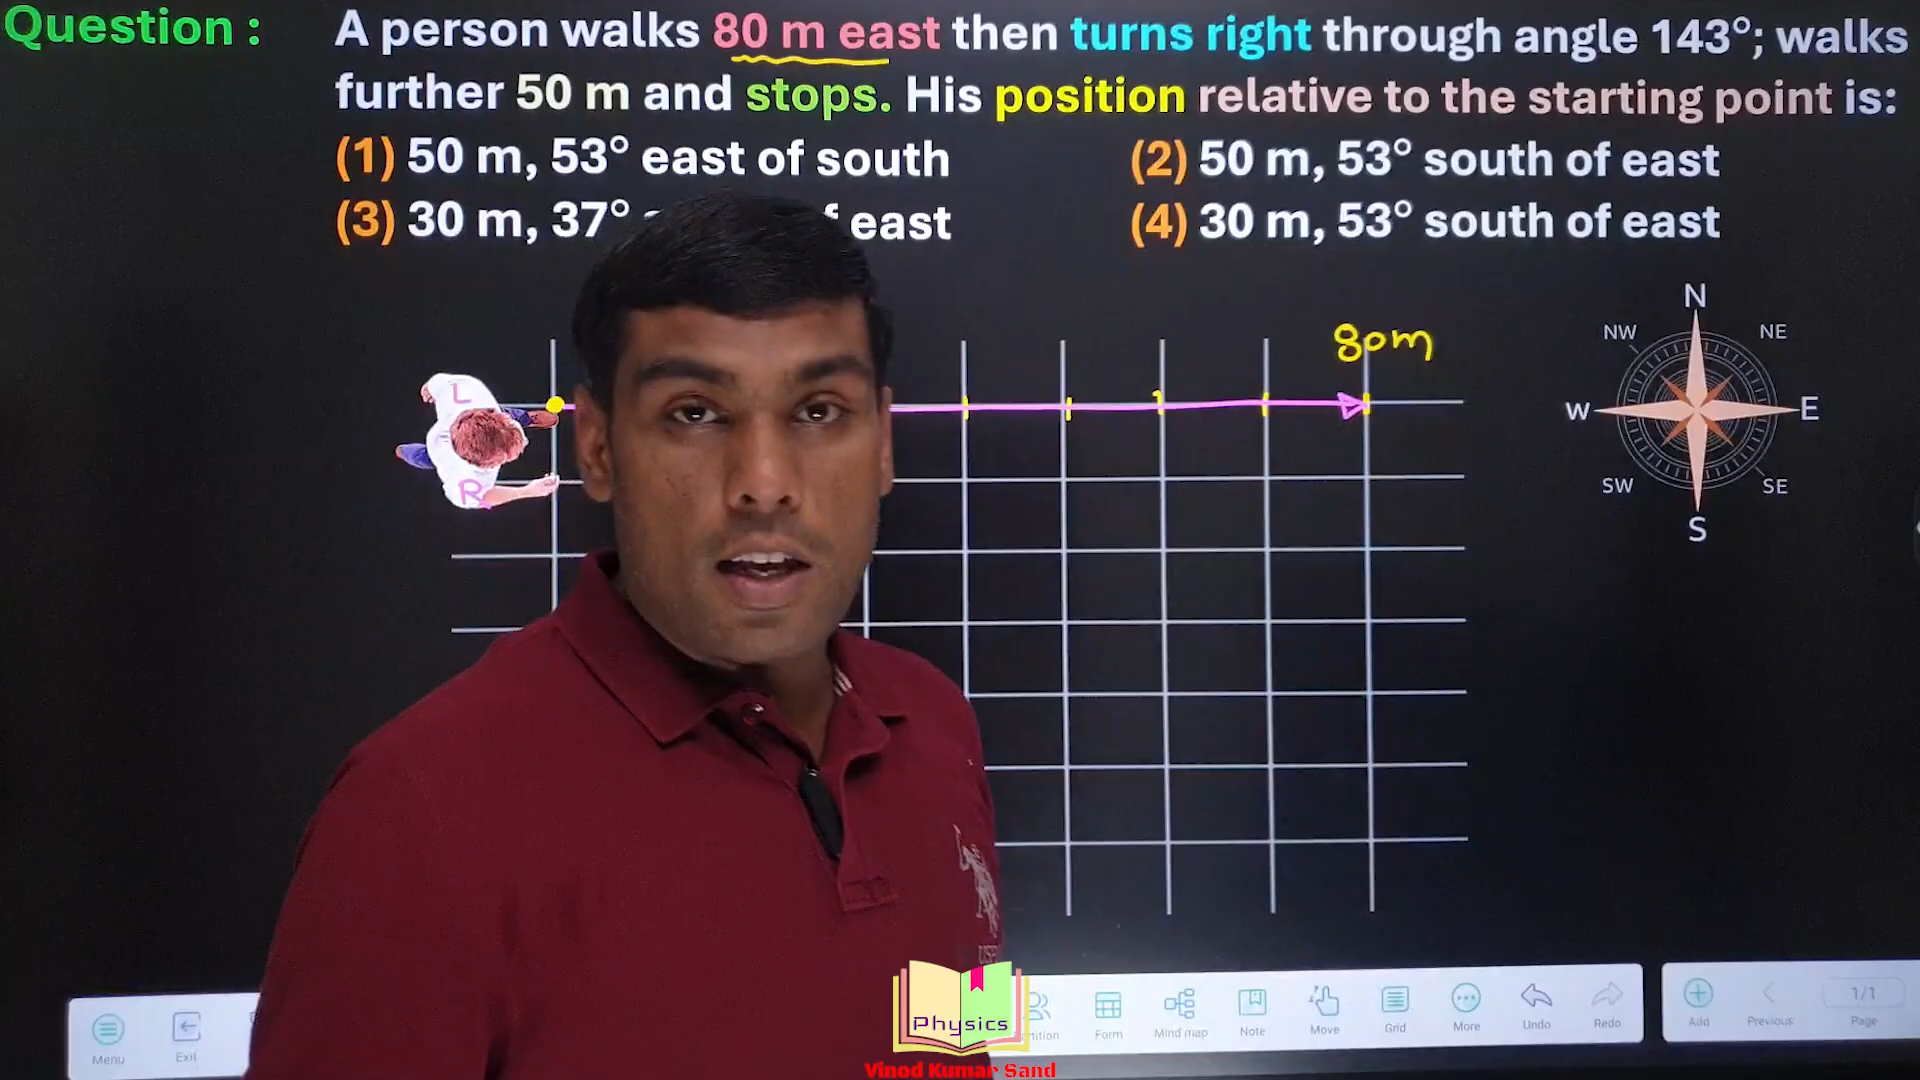 Question : A person walks 80 m east then turns right through angle 143°; walks
further 50 m and stops. His position relative to the starting point is:
(1) 50 m, 53° east of south (2) 50 m, 53° south of east
(3) 30 m, 37° east (4) 30 m, 53° south of east
80m
N
NW NE
W E
SW SE
S
L
R
Menu Exit Form Mind map Note Move Grid More Undo Redo Add Previous 1/1 Page
Physics
Vinod Kumar Sand